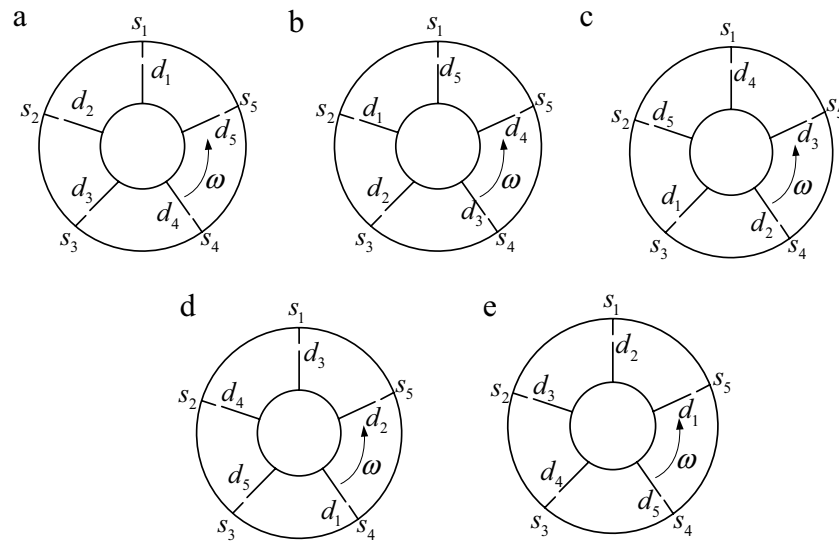 a
s₁
d₁
s₂
d₂
s₅
d₅
d₃
ω
d₄
s₃
s₄
b
s₁
d₅
s₂
d₁
s₅
d₄
d₂
ω
d₃
s₃
s₄
c
s₁
d₄
s₂
d₅
s₅
d₃
d₁
ω
d₂
s₃
s₄
d
s₁
d₃
s₂
d₄
s₅
d₂
d₅
ω
d₁
s₃
s₄
e
s₁
d₂
s₂
d₃
s₅
d₁
d₄
ω
d₅
s₃
s₄